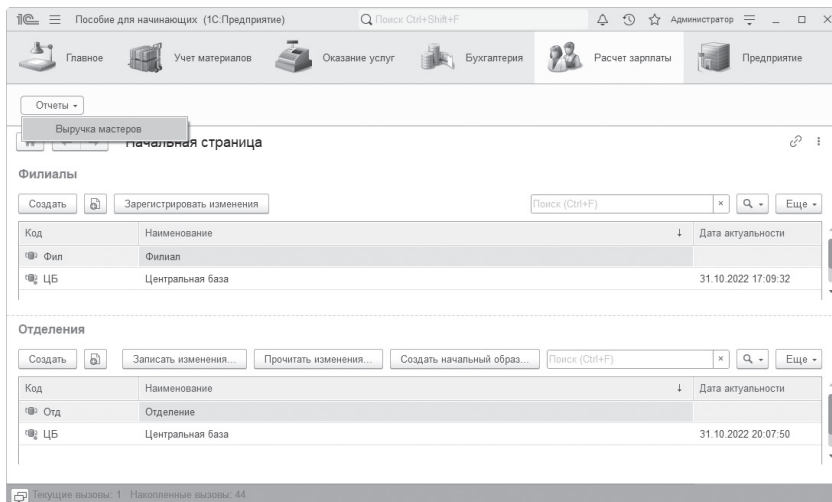 Пособие для начинающих (1С:Предприятие) Поиск Ctrl+Shift+F Администратор
Главное Учет материалов Оказание услуг Бухгалтерия Расчет зарплаты Предприятие
Отчеты
Выручка мастеров
Начальная страница
Филиалы
Создать Зарегистрировать изменения Поиск (Ctrl+F) × Еще
Код Наименование ↓ Дата актуальности
Фил Филиал
ЦБ Центральная база 31.10.2022 17:09:32
Отделения
Создать Записать изменения... Прочитать изменения... Создать начальный образ... Поиск (Ctrl+F) × Еще
Код Наименование ↓ Дата актуальности
Отд Отделение
ЦБ Центральная база 31.10.2022 20:07:50
Текущие вызовы: 1 Накопленные вызовы: 44